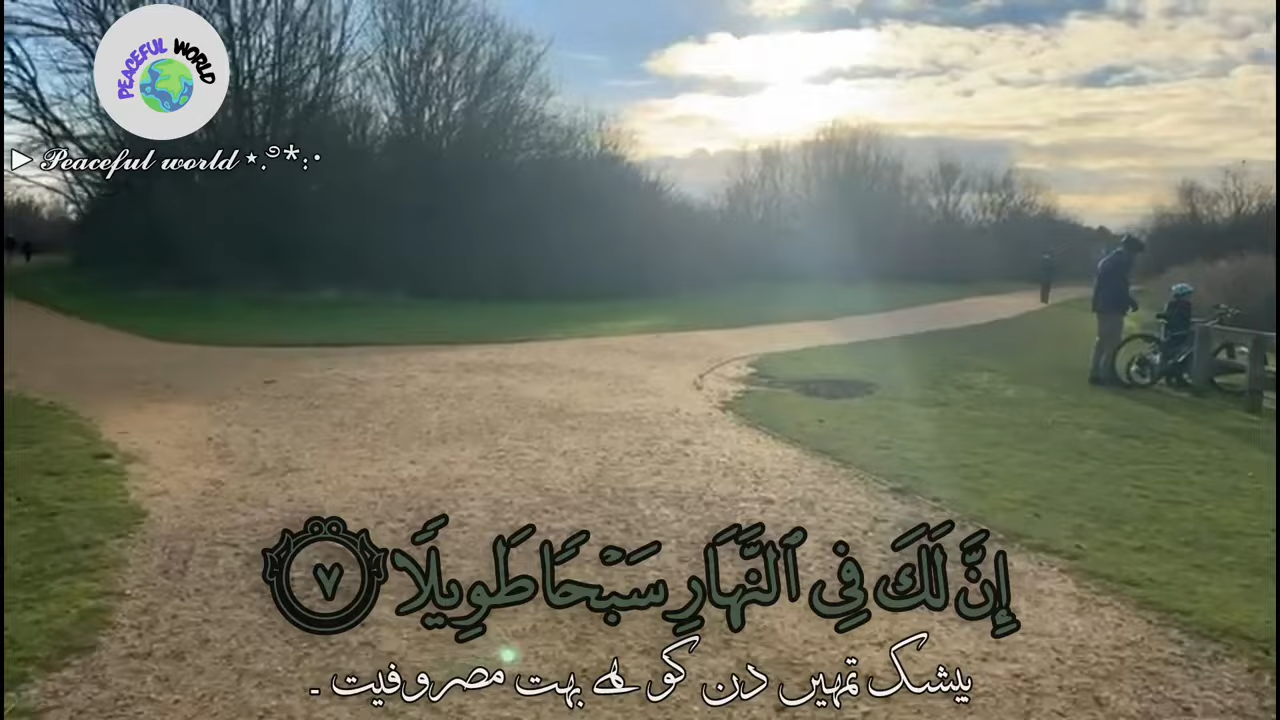 PEACEFUL WORLD
▶ Peaceful world ⋆.࿐*:･
إِنَّ لَكَ فِي ٱلنَّهَارِ سَبْحًا طَوِيلًا ٧
بیشک تمہیں دن کو ہے بہت مصروفیت ۔